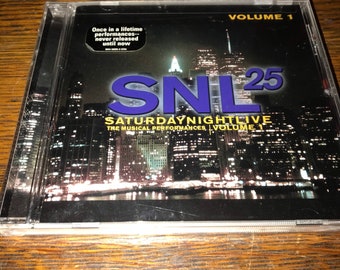 VOLUME 1
Once in a lifetime
performances–
never released
until now
SNL25
SATURDAYNIGHTLIVE
THE MUSICAL PERFORMANCES VOLUME 1